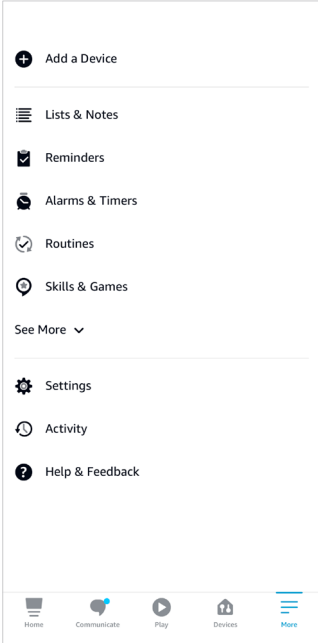 Add a Device
Lists & Notes
Reminders
Alarms & Timers
Routines
Skills & Games
See More
Settings
Activity
Help & Feedback
Home Communicate Play Devices More